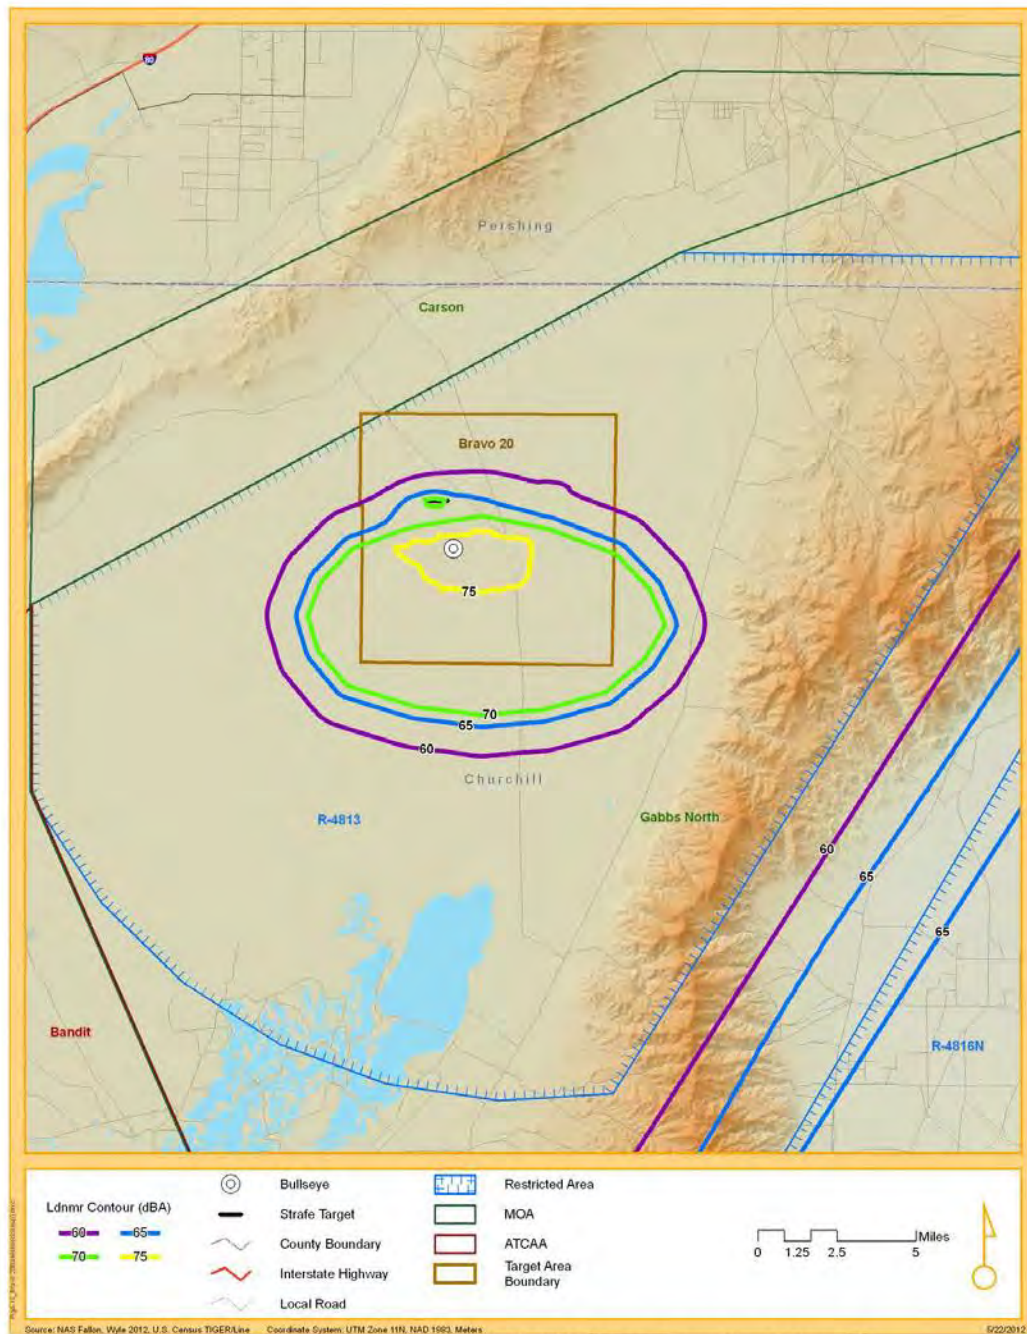 80
Pershing
Carson
Bravo 20
75
70
65
60
Churchill
R-4813
Gabbs North
60
65
65
Bandit
R-4816N
Ldnmr Contour (dBA)
60 65
70 75
Bullseye
Strafe Target
County Boundary
Interstate Highway
Local Road
Restricted Area
MOA
ATCAA
Target Area
Boundary
Miles
0 1.25 2.5 5
Source: NAS Fallon, Wyle 2012, U.S. Census TIGER/Line Coordinate System: UTM Zone 11N, NAD 1983, Meters 5/22/2012